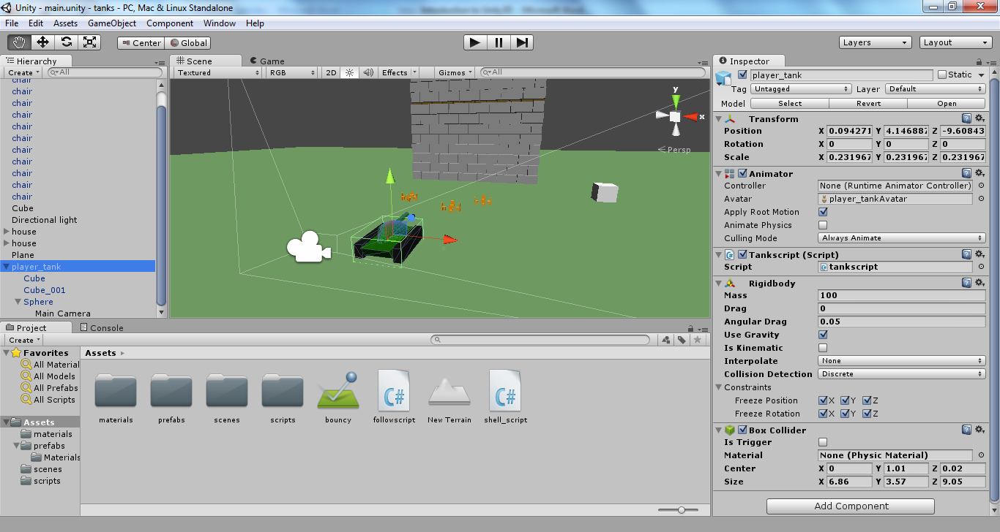 Unity - main.unity - tanks - PC, Mac & Linux Standalone
File Edit Assets GameObject Component Window Help
Center Global Layers Layout
Hierarchy
Create All
chair
chair
chair
chair
chair
chair
chair
chair
chair
chair
chair
Cube
Directional light
house
house
Plane
player_tank
Cube
Cube_001
Sphere
Main Camera
Scene Game
Textured RGB 2D Effects Gizmos All
y
x
Persp
Inspector
player_tank Static
Tag Untagged Layer Default
Model Select Revert Open
Transform
Position X 0.094271 Y 4.146887 Z -9.60843
Rotation X 0 Y 0 Z 0
Scale X 0.231967 Y 0.231967 Z 0.231967
Animator
Controller None (Runtime Animator Controller)
Avatar player_tankAvatar
Apply Root Motion
Animate Physics
Culling Mode Always Animate
Tankscript (Script)
Script tankscript
Rigidbody
Mass 100
Drag 0
Angular Drag 0.05
Use Gravity
Is Kinematic
Interpolate None
Collision Detection Discrete
Constraints
Freeze Position X Y Z
Freeze Rotation X Y Z
Box Collider
Is Trigger
Material None (Physic Material)
Center X 0 Y 1.01 Z 0.02
Size X 6.86 Y 3.57 Z 9.05
Add Component
Project Console
Create
Favorites
All Material
All Models
All Prefabs
All Scripts
Assets
materials
prefabs
Materials
scenes
scripts
Assets
materials prefabs scenes scripts bouncy followscript New Terrain shell_script
C# C#